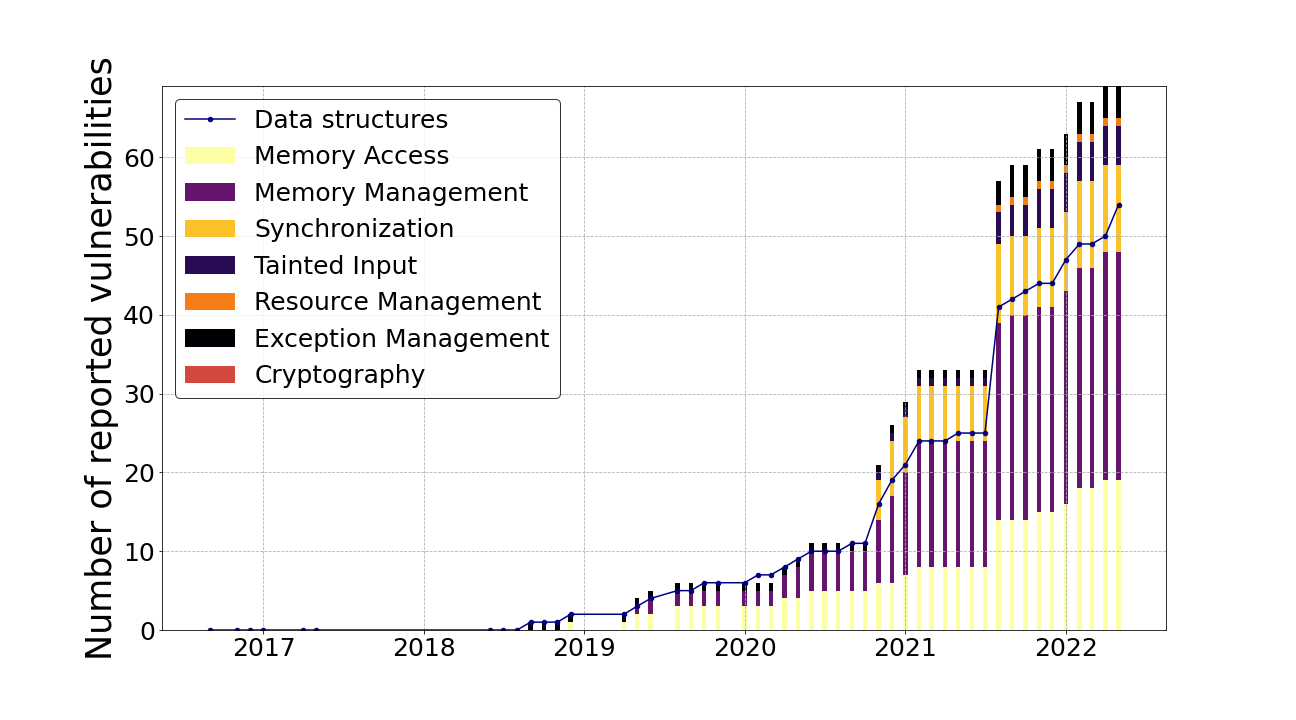 Number of reported vulnerabilities
60
50
40
30
20
10
0
Data structures
Memory Access
Memory Management
Synchronization
Tainted Input
Resource Management
Exception Management
Cryptography
2017 2018 2019 2020 2021 2022